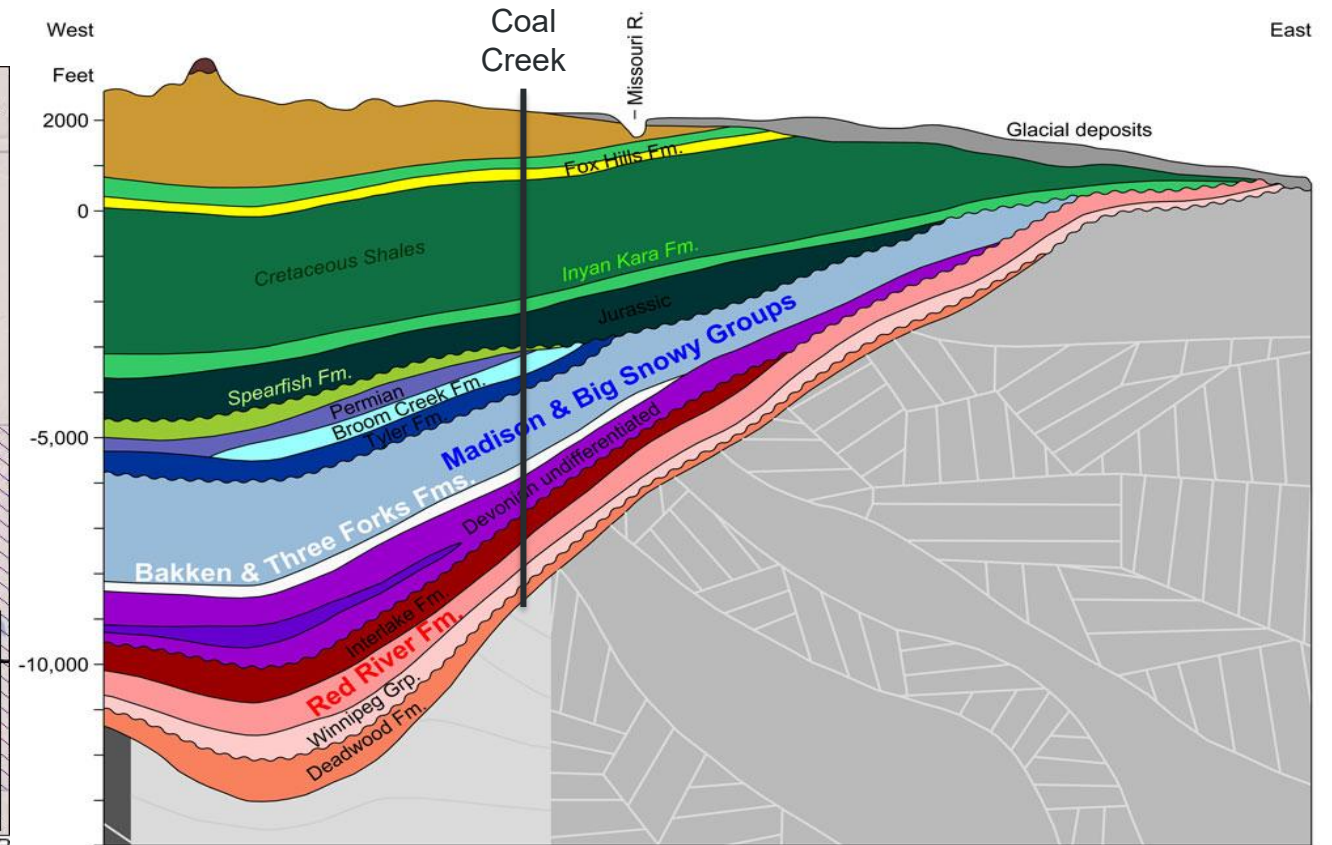 West
Coal
Creek
– Missouri R.
East
Feet
2000
Glacial deposits
Fox Hills Fm.
0
Cretaceous Shales
Inyan Kara Fm.
Jurassic
Madison & Big Snowy Groups
Spearfish Fm.
Permian
Broom Creek Fm.
Tyler Fm.
-5,000
Devonian undifferentiated
Bakken & Three Forks Fms.
Interlake Fm.
-10,000
Red River Fm.
Winnipeg Grp.
Deadwood Fm.